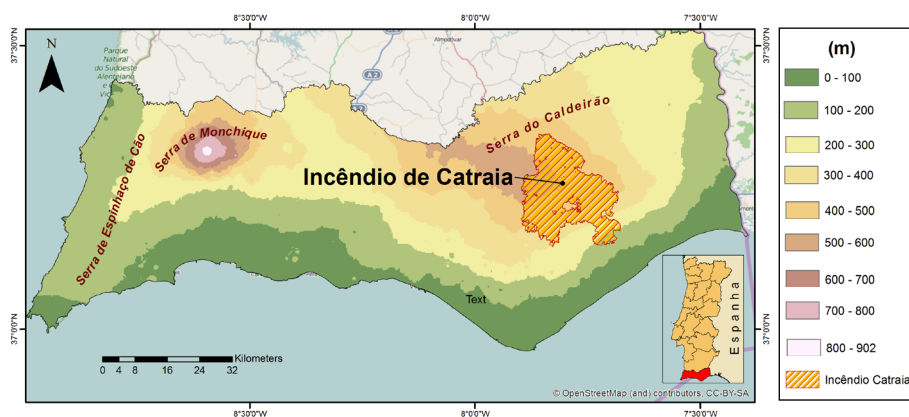 8°30'0"W
8°0'0"W
7°30'0"W
37°30'0"N
37°30'0"N
N
Parque
Natural
do Sudoeste
Alentejano
A 2
Serra de Monchique
Serra do Caldeirão
Serra de Espinhaço de Cão
Incêndio de Catraia
Text
37°0'0"N
37°0'0"N
Espanha
Kilometers
0 4 8 16 24 32
© OpenStreetMap (and) contributors, CC-BY-SA
8°30'0"W
8°0'0"W
7°30'0"W
(m)
0 - 100
100 - 200
200 - 300
300 - 400
400 - 500
500 - 600
600 - 700
700 - 800
800 - 902
Incêndio Catraia